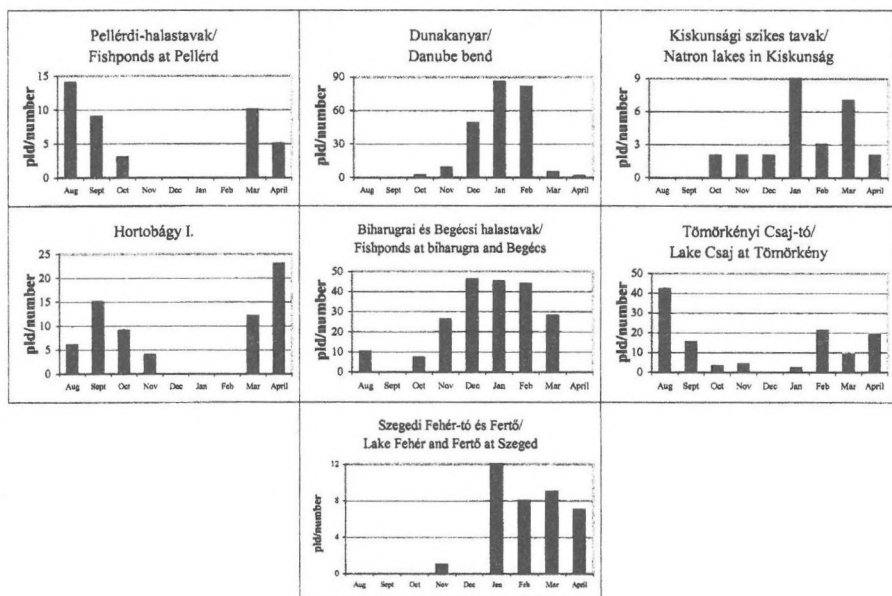 Pellérdi-halastavak/
Fishponds at Pellérd
pld/number
15
10
5
0
Aug Sept Oct Nov Dec Jan Feb Mar April
Dunakanyar/
Danube bend
pld/number
90
60
30
0
Aug Sept Oct Nov Dec Jan Feb Mar April
Kiskunsági szikes tavak/
Natron lakes in Kiskunság
pld/number
9
6
3
0
Aug Sept Oct Nov Dec Jan Feb Mar April
Hortobágy I.
pld/number
25
20
15
10
5
0
Aug Sept Oct Nov Dec Jan Feb Mar April
Biharugrai és Begécsi halastavak/
Fishponds at biharugra and Begécs
pld/number
50
40
30
20
10
0
Aug Sept Oct Nov Dec Jan Feb Mar April
Tömörkényi Csaj-tó/
Lake Csaj at Tömörkény
pld/number
50
40
30
20
10
0
Aug Sept Oct Nov Dec Jan Feb Mar April
Szegedi Fehér-tó és Fertő/
Lake Fehér and Fertő at Szeged
pld/number
12
8
4
0
Aug Sept Oct Nov Dec Jan Feb Mar April